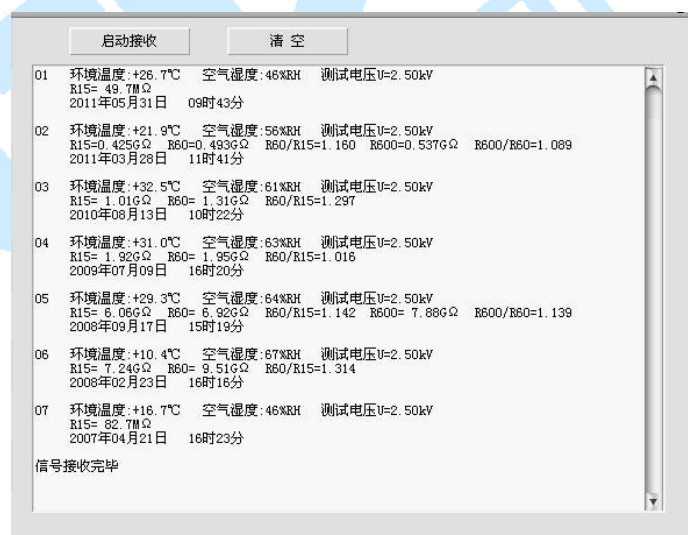 启动接收 清 空
01 环境温度:+26.7℃ 空气湿度:46%RH 测试电压U=2.50kV
R15= 49.7MΩ
2011年05月31日 09时43分
02 环境温度:+21.9℃ 空气湿度:56%RH 测试电压U=2.50kV
R15=0.425GΩ R60=0.493GΩ R60/R15=1.160 R600=0.537GΩ R600/R60=1.089
2011年03月28日 11时41分
03 环境温度:+32.5℃ 空气湿度:61%RH 测试电压U=2.50kV
R15= 1.01GΩ R60= 1.31GΩ R60/R15=1.297
2010年08月13日 10时22分
04 环境温度:+31.0℃ 空气湿度:63%RH 测试电压U=2.50kV
R15= 1.92GΩ R60= 1.95GΩ R60/R15=1.016
2009年07月09日 16时20分
05 环境温度:+29.3℃ 空气湿度:64%RH 测试电压U=2.50kV
R15= 6.06GΩ R60= 6.92GΩ R60/R15=1.142 R600= 7.88GΩ R600/R60=1.139
2008年09月17日 15时19分
06 环境温度:+10.4℃ 空气湿度:67%RH 测试电压U=2.50kV
R15= 7.24GΩ R60= 9.51GΩ R60/R15=1.314
2008年02月23日 16时16分
07 环境温度:+16.7℃ 空气湿度:46%RH 测试电压U=2.50kV
R15= 82.7MΩ
2007年04月21日 16时23分
信号接收完毕